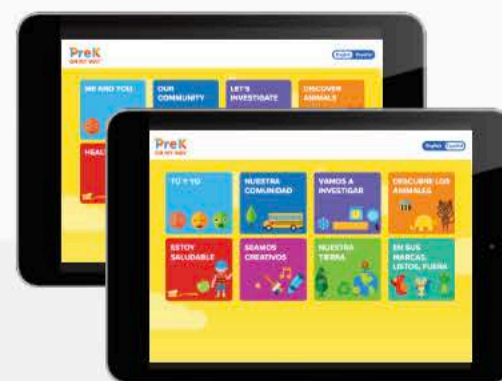 PreK
ON MY WAY
English Español
ME AND YOU
OUR
COMMUNITY
LET'S
INVESTIGATE
DISCOVER
ANIMALS
PreK
ON MY WAY
English Español
TÚ Y YO
NUESTRA
COMUNIDAD
VAMOS A
INVESTIGAR
DESCUBRE LOS
ANIMALES
ESTOY
SALUDABLE
SEAMOS
CREATIVOS
NUESTRA
TIERRA
EN SUS
MARCAS,
LISTOS, FUERA